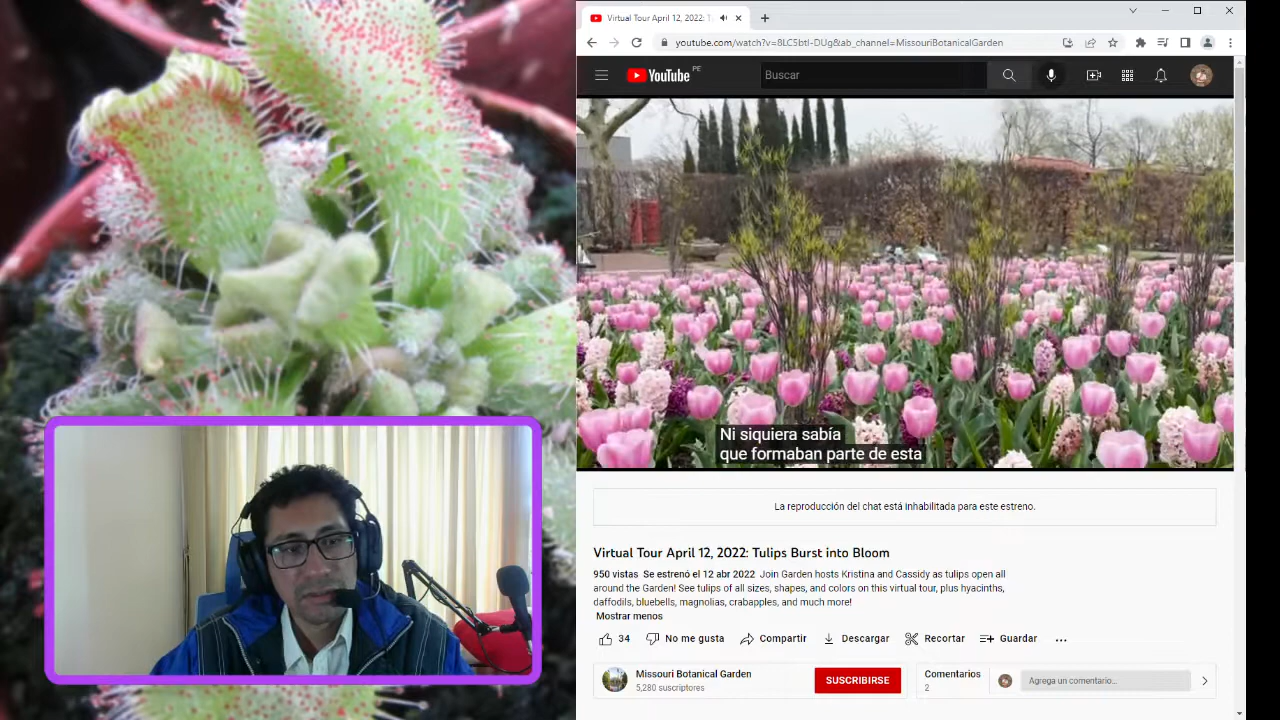 Virtual Tour April 12, 2022: T
youtube.com/watch?v=8LC5btI-DUg&ab_channel=MissouriBotanicalGarden
YouTube PE
Buscar
Ni siquiera sabía
que formaban parte de esta
La reproducción del chat está inhabilitada para este estreno.
Virtual Tour April 12, 2022: Tulips Burst into Bloom
950 vistas Se estrenó el 12 abr 2022 Join Garden hosts Kristina and Cassidy as tulips open all
around the Garden! See tulips of all sizes, shapes, and colors on this virtual tour, plus hyacinths,
daffodils, bluebells, magnolias, crabapples, and much more!
Mostrar menos
34 No me gusta Compartir Descargar Recortar Guardar
Missouri Botanical Garden
5,280 suscriptores
SUSCRIBIRSE
Comentarios
2
Agrega un comentario...